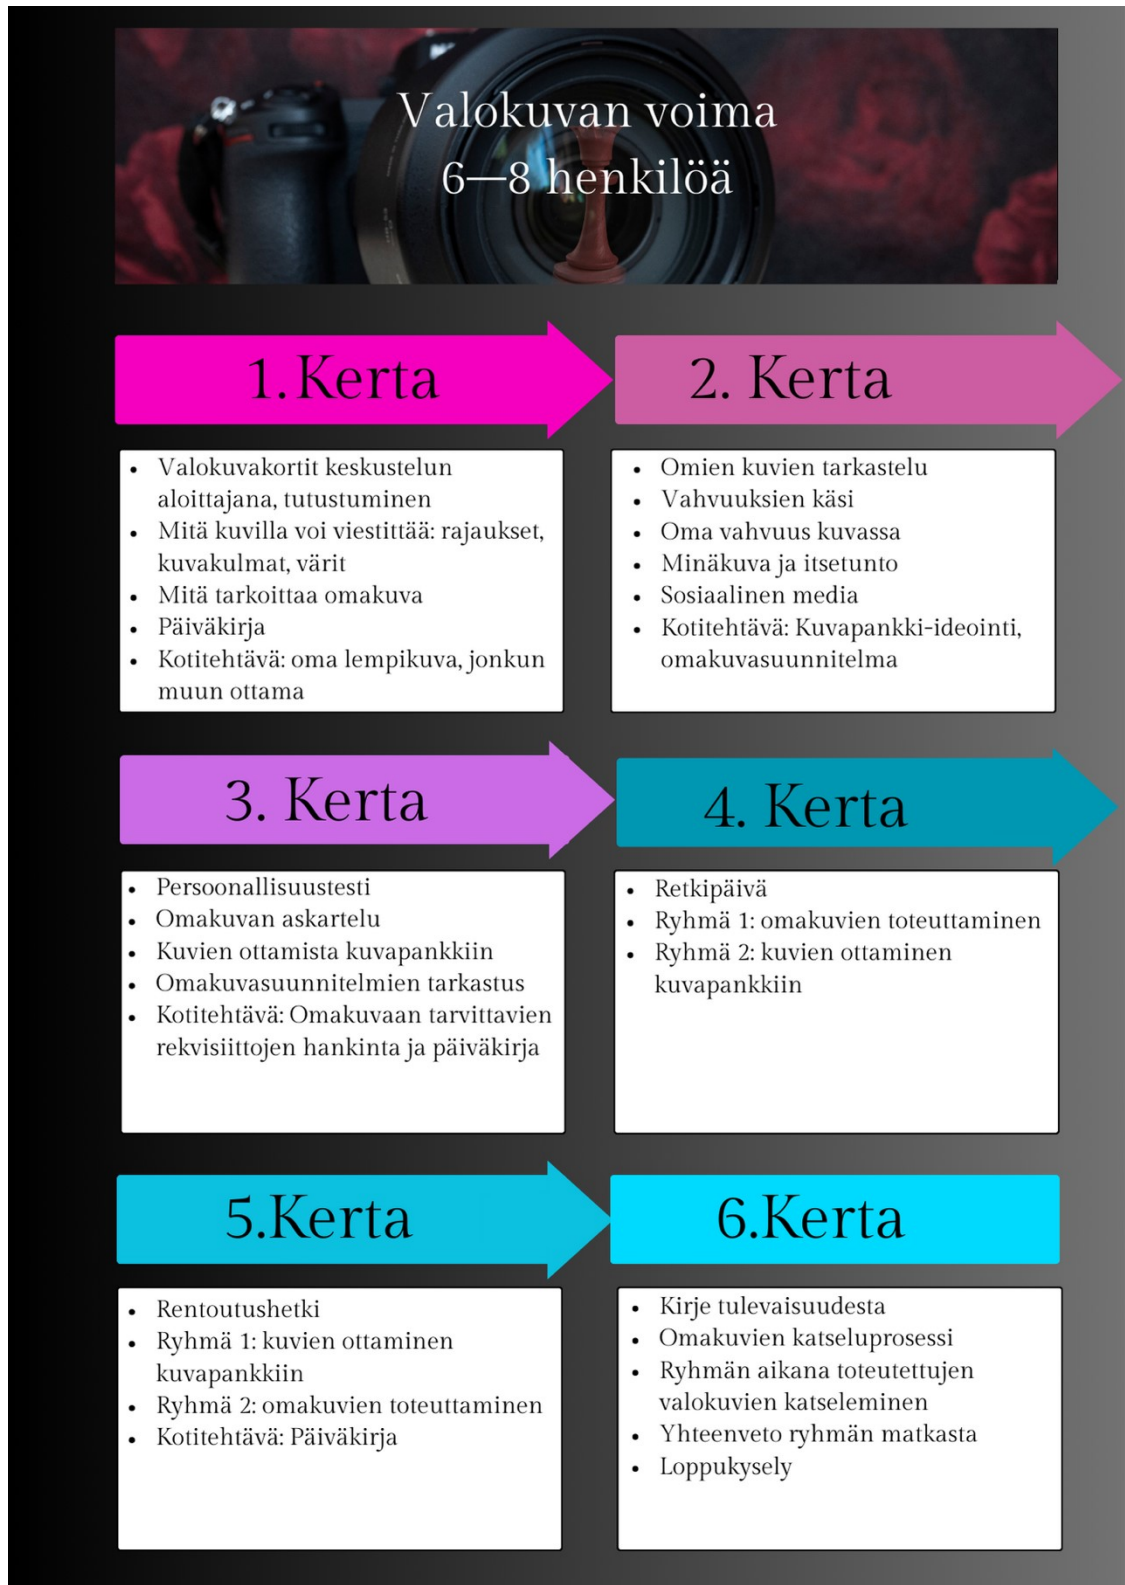 Valokuvan voima
6—8 henkilöä
1. Kerta
• Valokuvakortit keskustelun
aloittajana, tutustuminen
• Mitä kuvilla voi viestittää: rajaukset,
kuvakulmat, värit
• Mitä tarkoittaa omakuva
• Päiväkirja
• Kotitehtävä: oma lempikuva, jonkun
muun ottama
2. Kerta
• Omien kuvien tarkastelu
• Vahvuuksien käsi
• Oma vahvuus kuvassa
• Minäkuva ja itsetunto
• Sosiaalinen media
• Kotitehtävä: Kuvapankki-ideointi,
omakuvasuunnitelma
3. Kerta
• Persoonallisuustesti
• Omakuvan askartelu
• Kuvien ottamista kuvapankkiin
• Omakuvasuunnitelmien tarkastus
• Kotitehtävä: Omakuvaan tarvittavien
rekvisiittojen hankinta ja päiväkirja
4. Kerta
• Retkipäivä
• Ryhmä 1: omakuvien toteuttaminen
• Ryhmä 2: kuvien ottaminen
kuvapankkiin
5.Kerta
• Rentoutushetki
• Ryhmä 1: kuvien ottaminen
kuvapankkiin
• Ryhmä 2: omakuvien toteuttaminen
• Kotitehtävä: Päiväkirja
6.Kerta
• Kirje tulevaisuudesta
• Omakuvien katseluprosessi
• Ryhmän aikana toteutettujen
valokuvien katseleminen
• Yhteenveto ryhmän matkasta
• Loppukysely